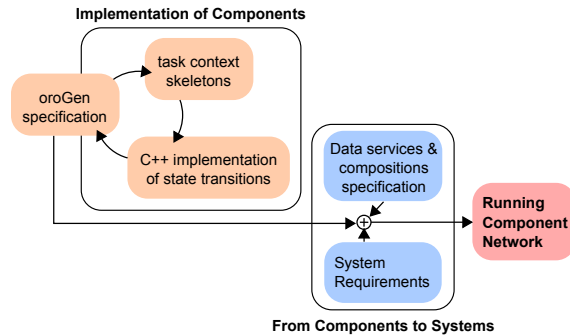 Implementation of Components
task context
skeletons
oroGen
specification
C++ implementation
of state transitions
Data services &
compositions
specification
Running
Component
Network
System
Requirements
From Components to Systems